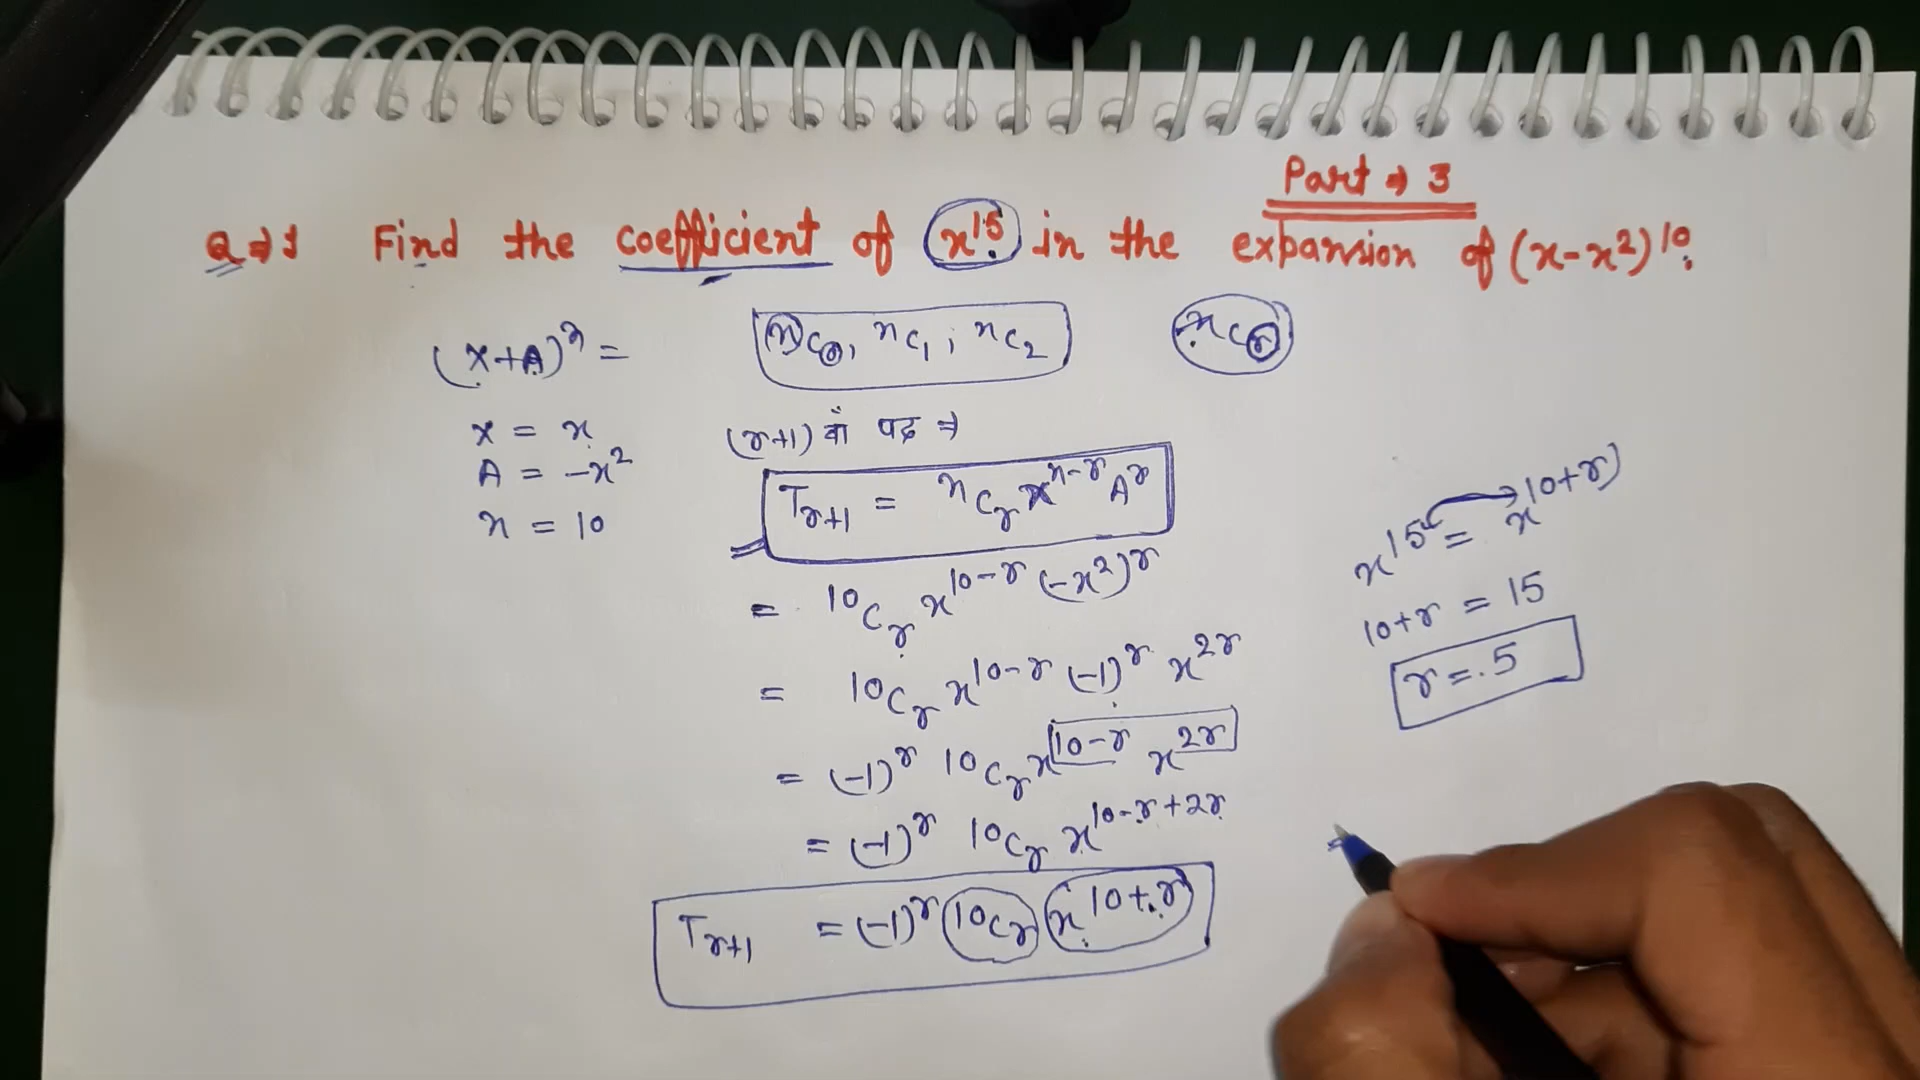 Part ⇒ 3
Q ⇒ 1 Find the coefficient of x¹⁵ in the expansion of (x-x²)¹⁰.
(x+A)ⁿ = ⁿC₀, ⁿC₁, ⁿC₂ ⁿCᵣ
x = x
A = -x²
n = 10
(r+1) वाँ पद ⇒
Tᵣ₊₁ = ⁿCᵣ xⁿ⁻ʳ Aʳ
= ¹⁰Cᵣ x¹⁰⁻ʳ (-x²)ʳ
= ¹⁰Cᵣ x¹⁰⁻ʳ (-1)ʳ x²ʳ
= (-1)ʳ ¹⁰Cᵣ x¹⁰⁻ʳ x²ʳ
= (-1)ʳ ¹⁰Cᵣ x¹⁰⁻ʳ⁺²ʳ
Tᵣ₊₁ = (-1)ʳ ¹⁰Cᵣ x¹⁰⁺ʳ
x¹⁵ = x¹⁰⁺ʳ
10+r = 15
r = 5